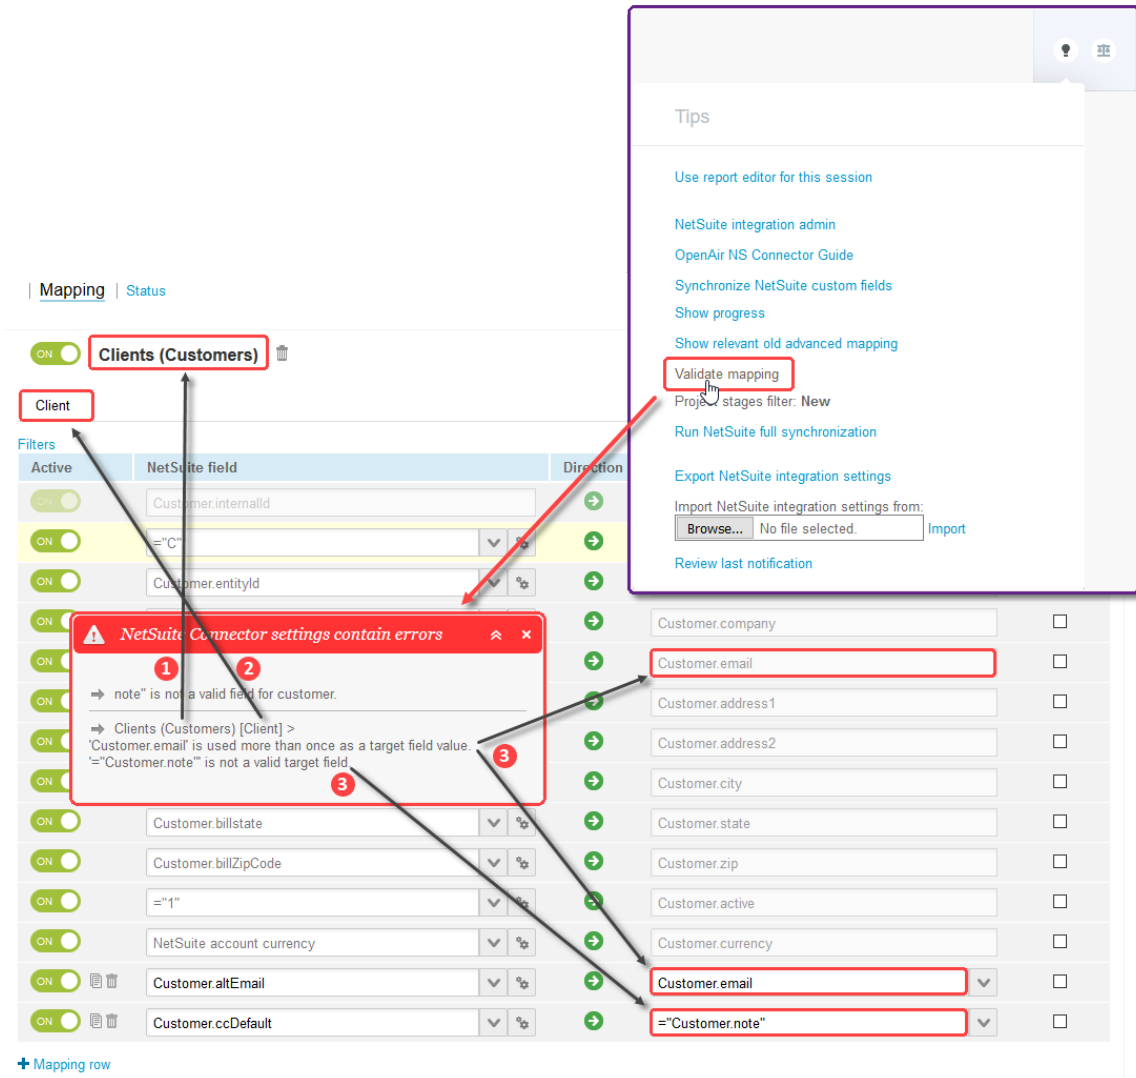 Tips
Use report editor for this session
NetSuite integration admin
OpenAir NS Connector Guide
Synchronize NetSuite custom fields
Show progress
Show relevant old advanced mapping
Validate mapping
Project stages filter: New
Run NetSuite full synchronization
Export NetSuite integration settings
Import NetSuite integration settings from:
Browse... No file selected. Import
Review last notification
| Mapping | Status
ON Clients (Customers)
Client
Filters
Active NetSuite field Direction
ON Customer.internalId
ON ="C"
ON Customer.entityId
ON Customer.company
ON Customer.email
ON Customer.address1
ON Customer.address2
ON Customer.city
NetSuite Connector settings contain errors
1 2
note" is not a valid field for customer.
Clients (Customers) [Client] >
'Customer.email' is used more than once as a target field value.
'="Customer.note"' is not a valid target field
3
3
ON Customer.billstate Customer.state
ON Customer.billZipCode Customer.zip
ON ="1" Customer.active
ON NetSuite account currency Customer.currency
ON Customer.altEmail Customer.email
ON Customer.ccDefault ="Customer.note"
+ Mapping row